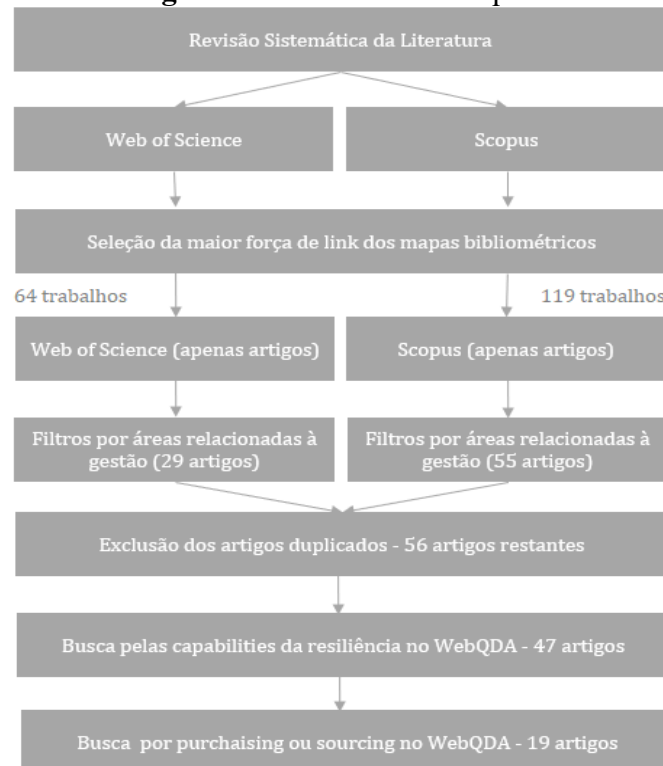 Revisão Sistemática da Literatura
Web of Science
Scopus
Seleção da maior força de link dos mapas bibliométricos
64 trabalhos
119 trabalhos
Web of Science (apenas artigos)
Scopus (apenas artigos)
Filtros por áreas relacionadas à
gestão (29 artigos)
Filtros por áreas relacionadas à
gestão (55 artigos)
Exclusão dos artigos duplicados - 56 artigos restantes
Busca pelas capabilities da resiliência no WebQDA - 47 artigos
Busca por purchaising ou sourcing no WebQDA - 19 artigos